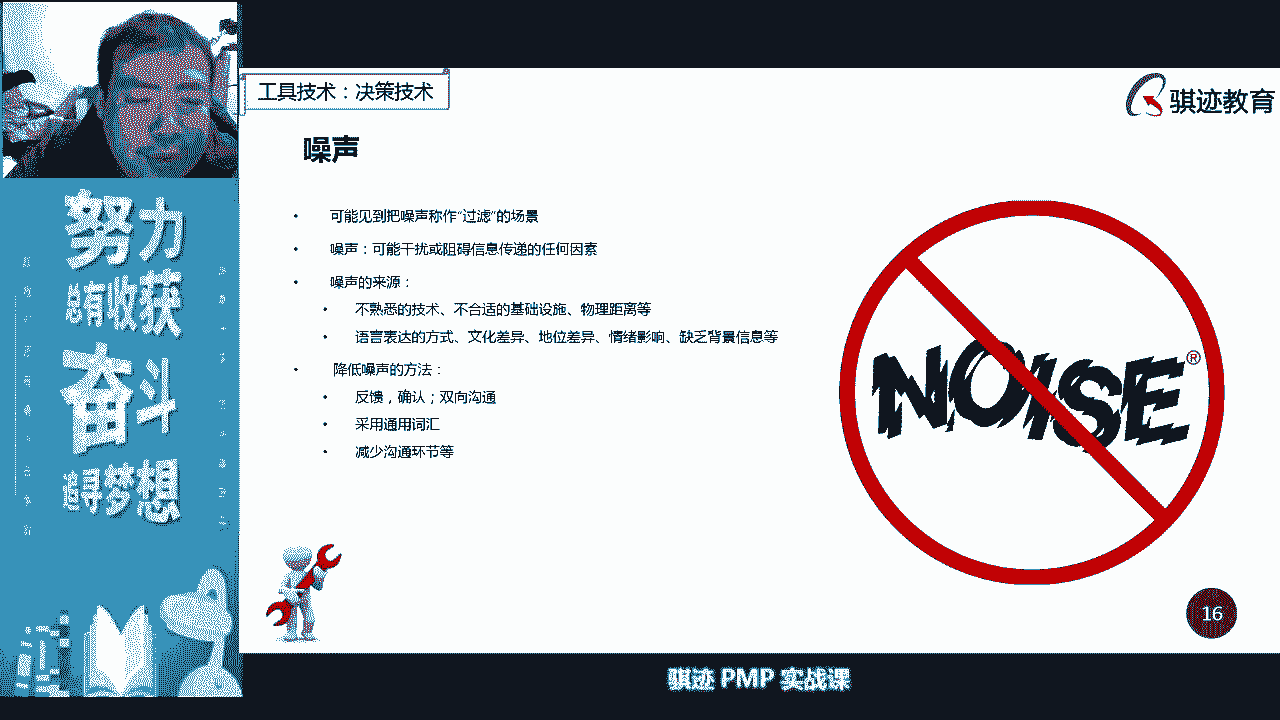 工具技术：决策技术
骐迹教育
噪声
• 可能见到把噪声称作“过滤”的场景
• 噪声：可能干扰或阻碍信息传递的任何因素
• 噪声的来源：
• 不熟悉的技术、不合适的基础设施、物理距离等
• 语言表达的方式、文化差异、地位差异、情绪影响、缺乏背景信息等
• 降低噪声的方法：
• 反馈，确认；双向沟通
• 采用通用词汇
• 减少沟通环节等
NOISE®
16
努力
总有收获
奋斗
追寻梦想
骐迹 PMP 实战课